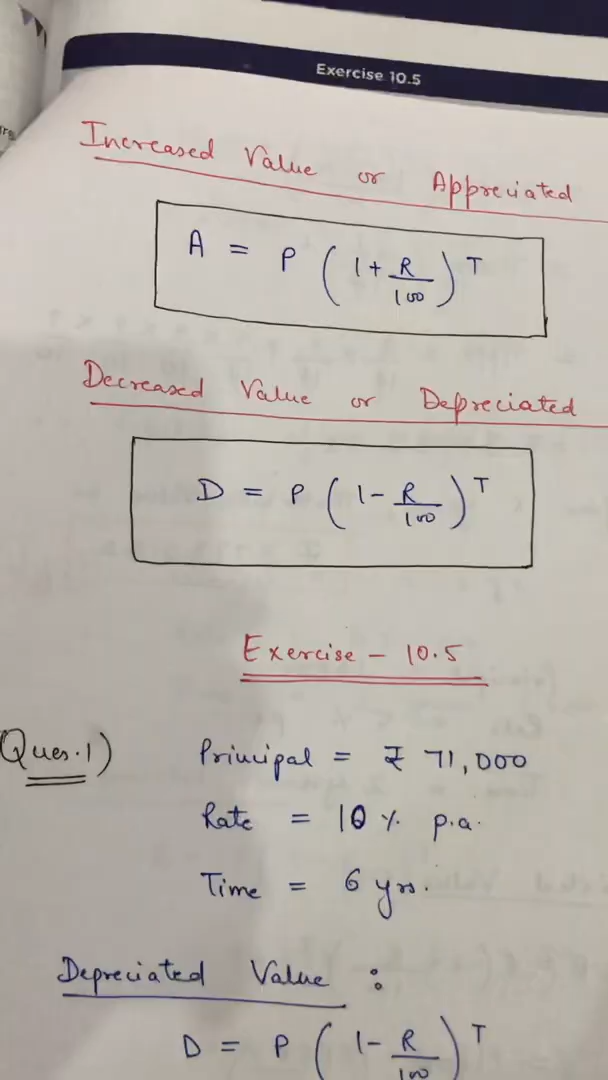 Exercise 10.5
Increased Value or Appreciated
A = P (1 + R/100)^T
Decreased Value or Depreciated
D = P (1 - R/100)^T
Exercise - 10.5
Ques.1) Principal = ₹ 71,000
Rate = 10 % p.a.
Time = 6 yrs.
Depreciated Value :
D = P (1 - R/100)^T